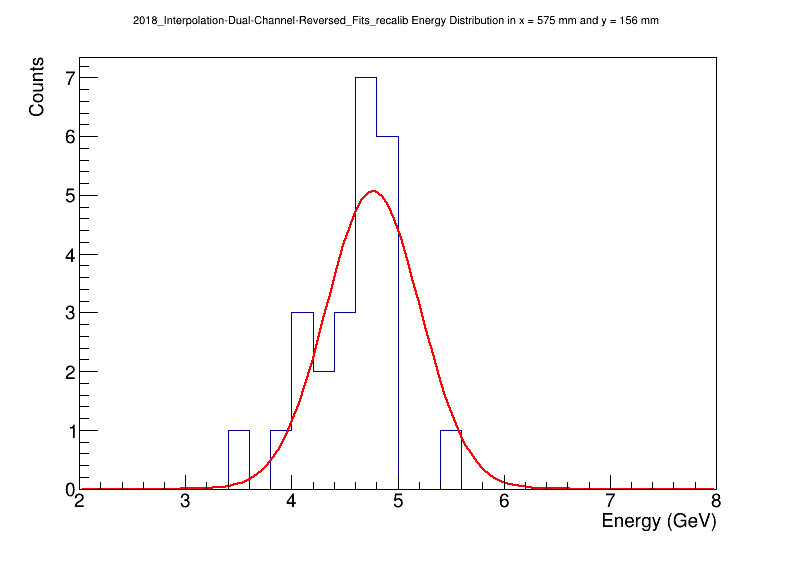 2018_Interpolation-Dual-Channel-Reversed_Fits_recalib Energy Distribution in x = 575 mm and y = 156 mm
Counts
7
6
5
4
3
2
1
0
2 3 4 5 6 7 8
Energy (GeV)